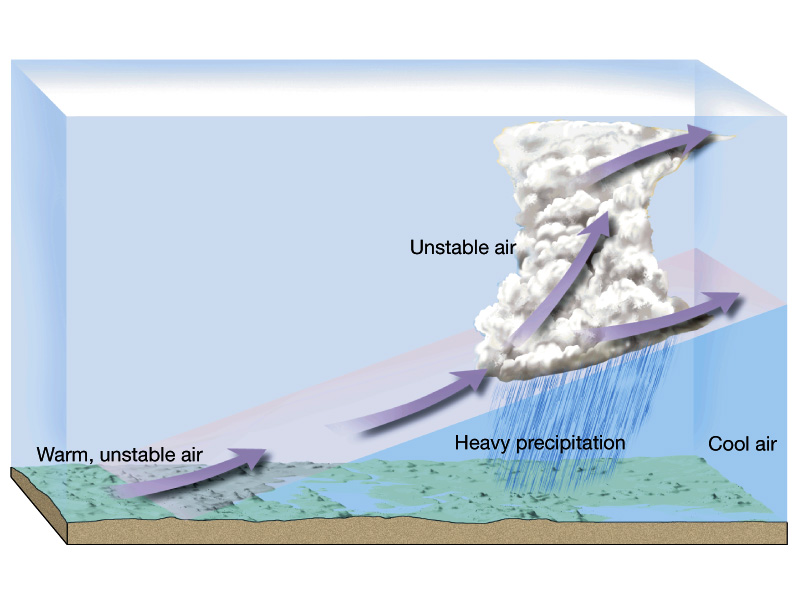 Unstable air
Warm, unstable air
Heavy precipitation
Cool air